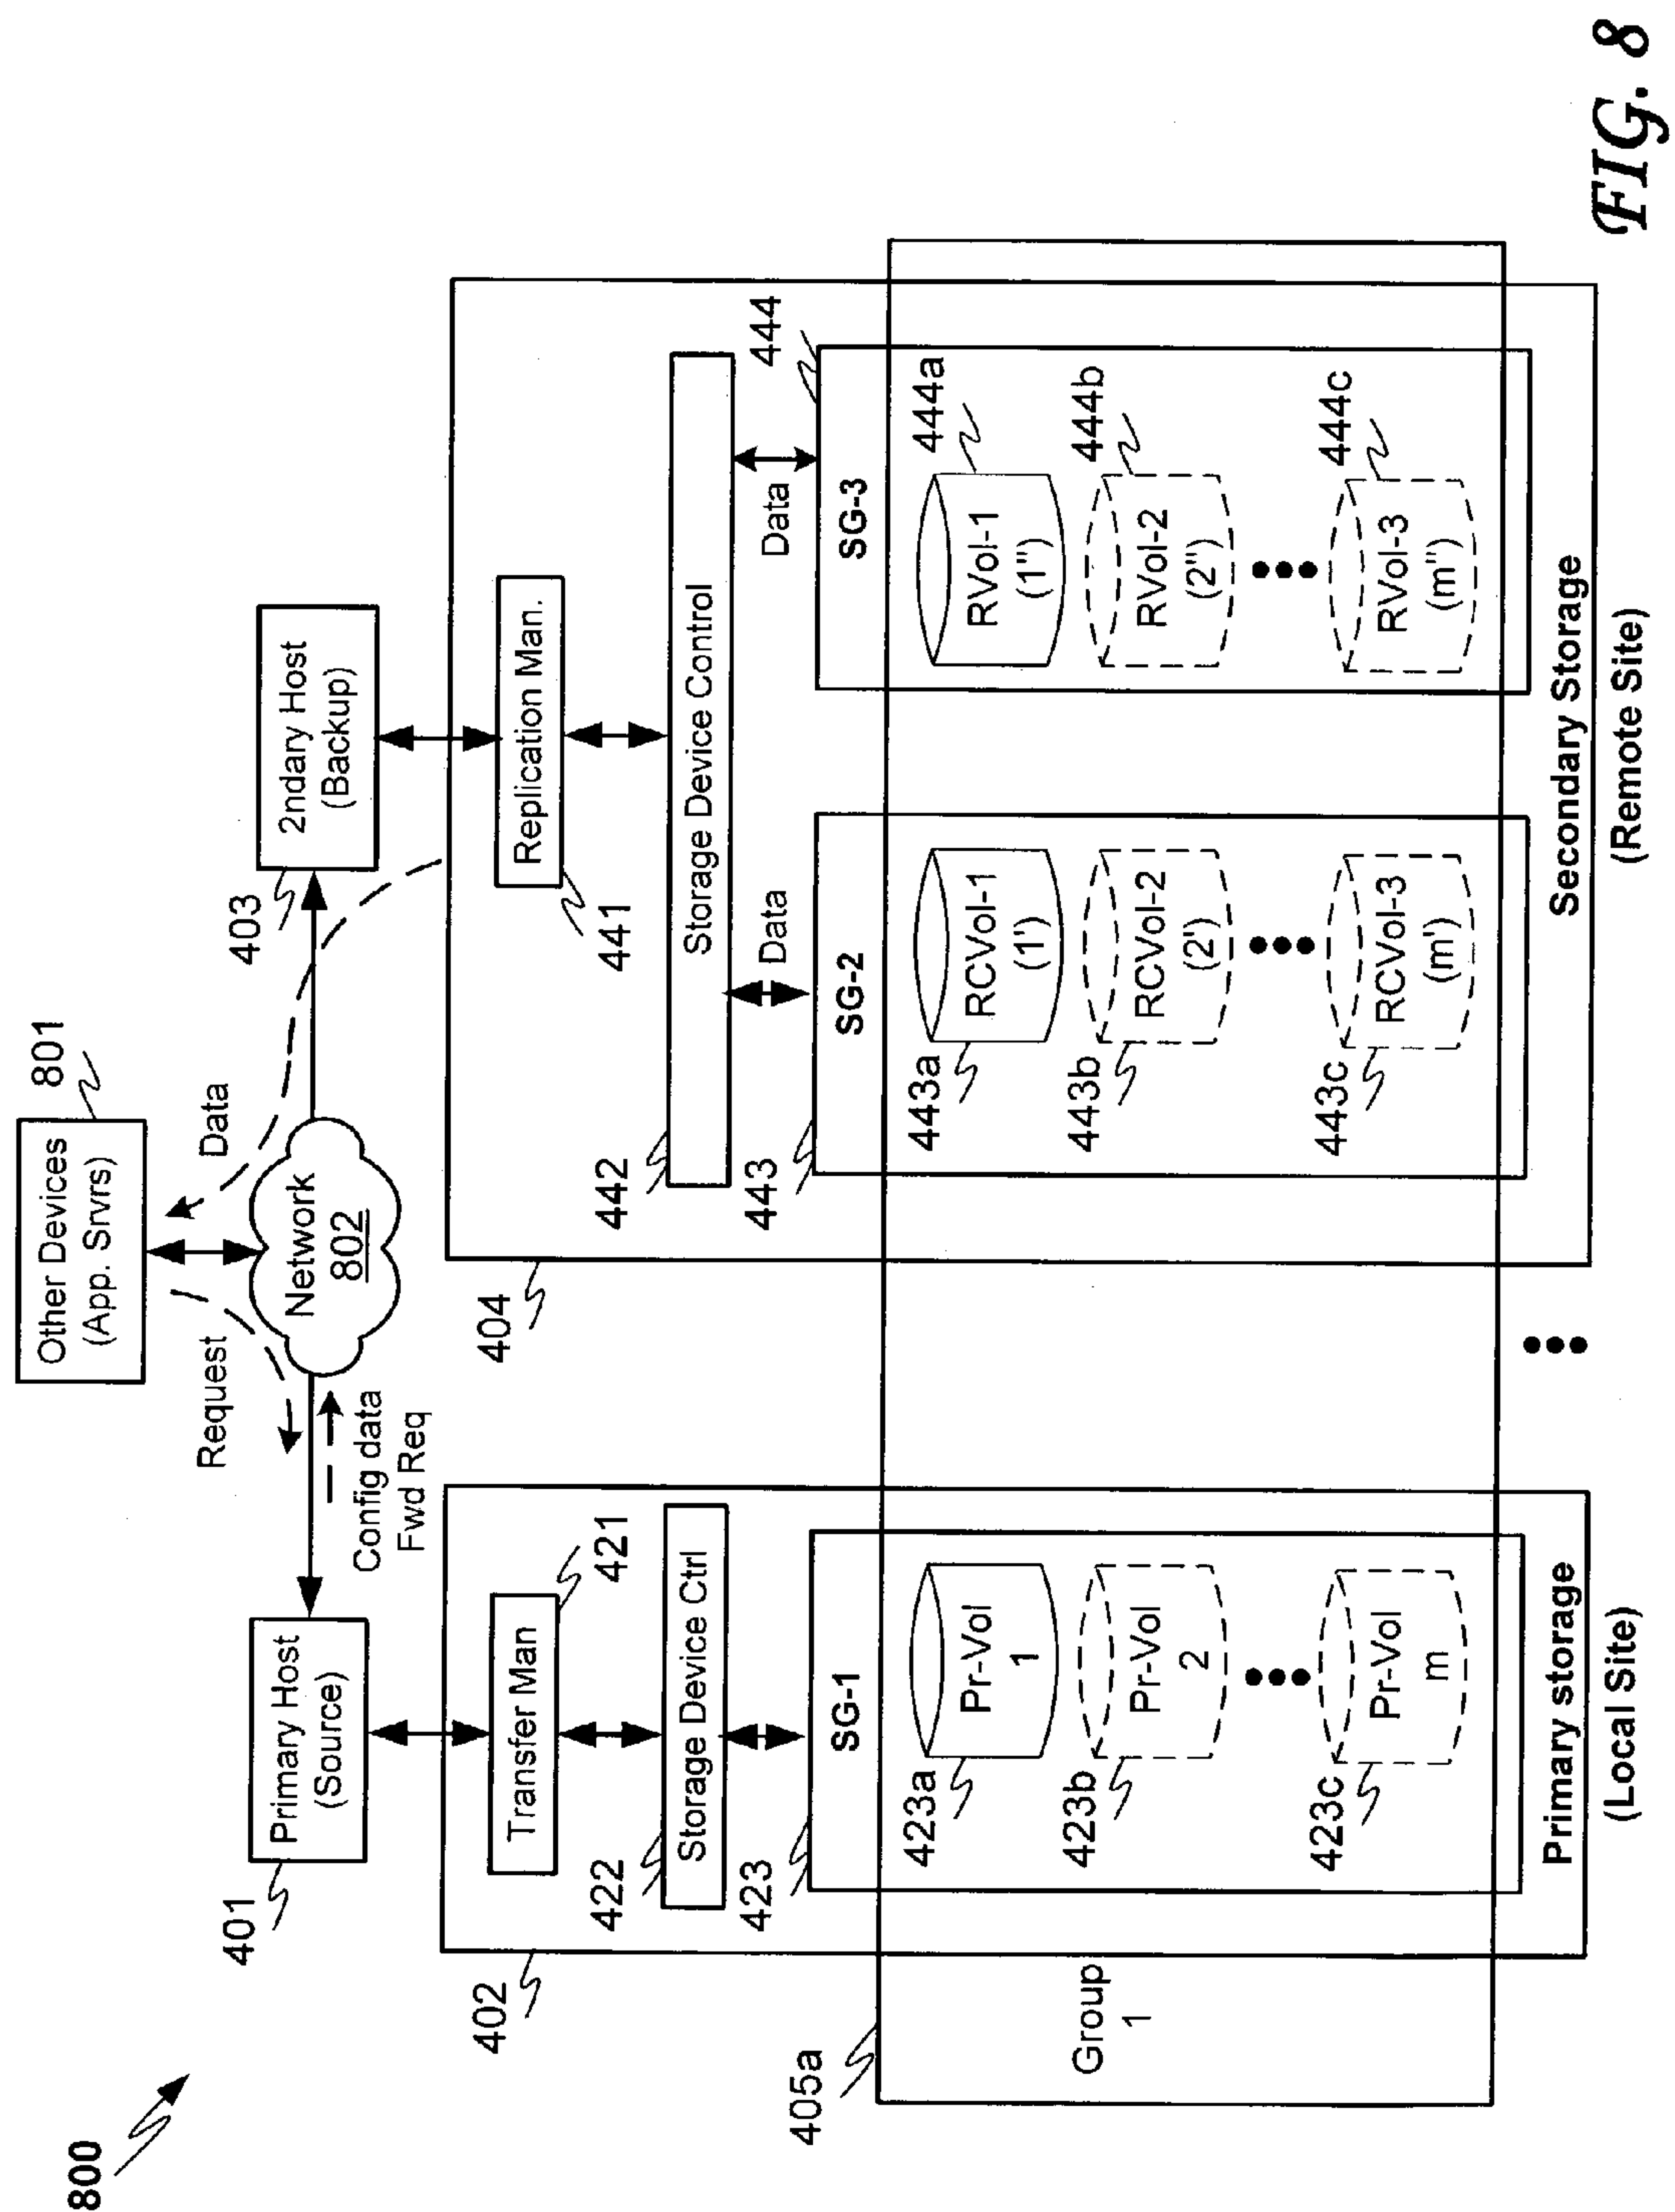 800
Other Devices
(App. Srvrs)
801
Request
Data
Network
802
401
Primary Host
(Source)
Config data
Fwd Req
403
2ndary Host
(Backup)
402
Transfer Man
421
404
Replication Man.
441
422
Storage Device Ctrl
442
Storage Device Control
423
443
Data
Data
444
405a
SG-1
SG-2
SG-3
Group
1
423a
Pr-Vol
1
443a
RCVol-1
(1')
RVol-1
(1")
444a
423b
Pr-Vol
2
443b
RCVol-2
(2')
RVol-2
(2")
444b
423c
Pr-Vol
m
443c
RCVol-3
(m')
RVol-3
(m")
444c
Primary storage
(Local Site)
Secondary Storage
(Remote Site)
FIG. 8